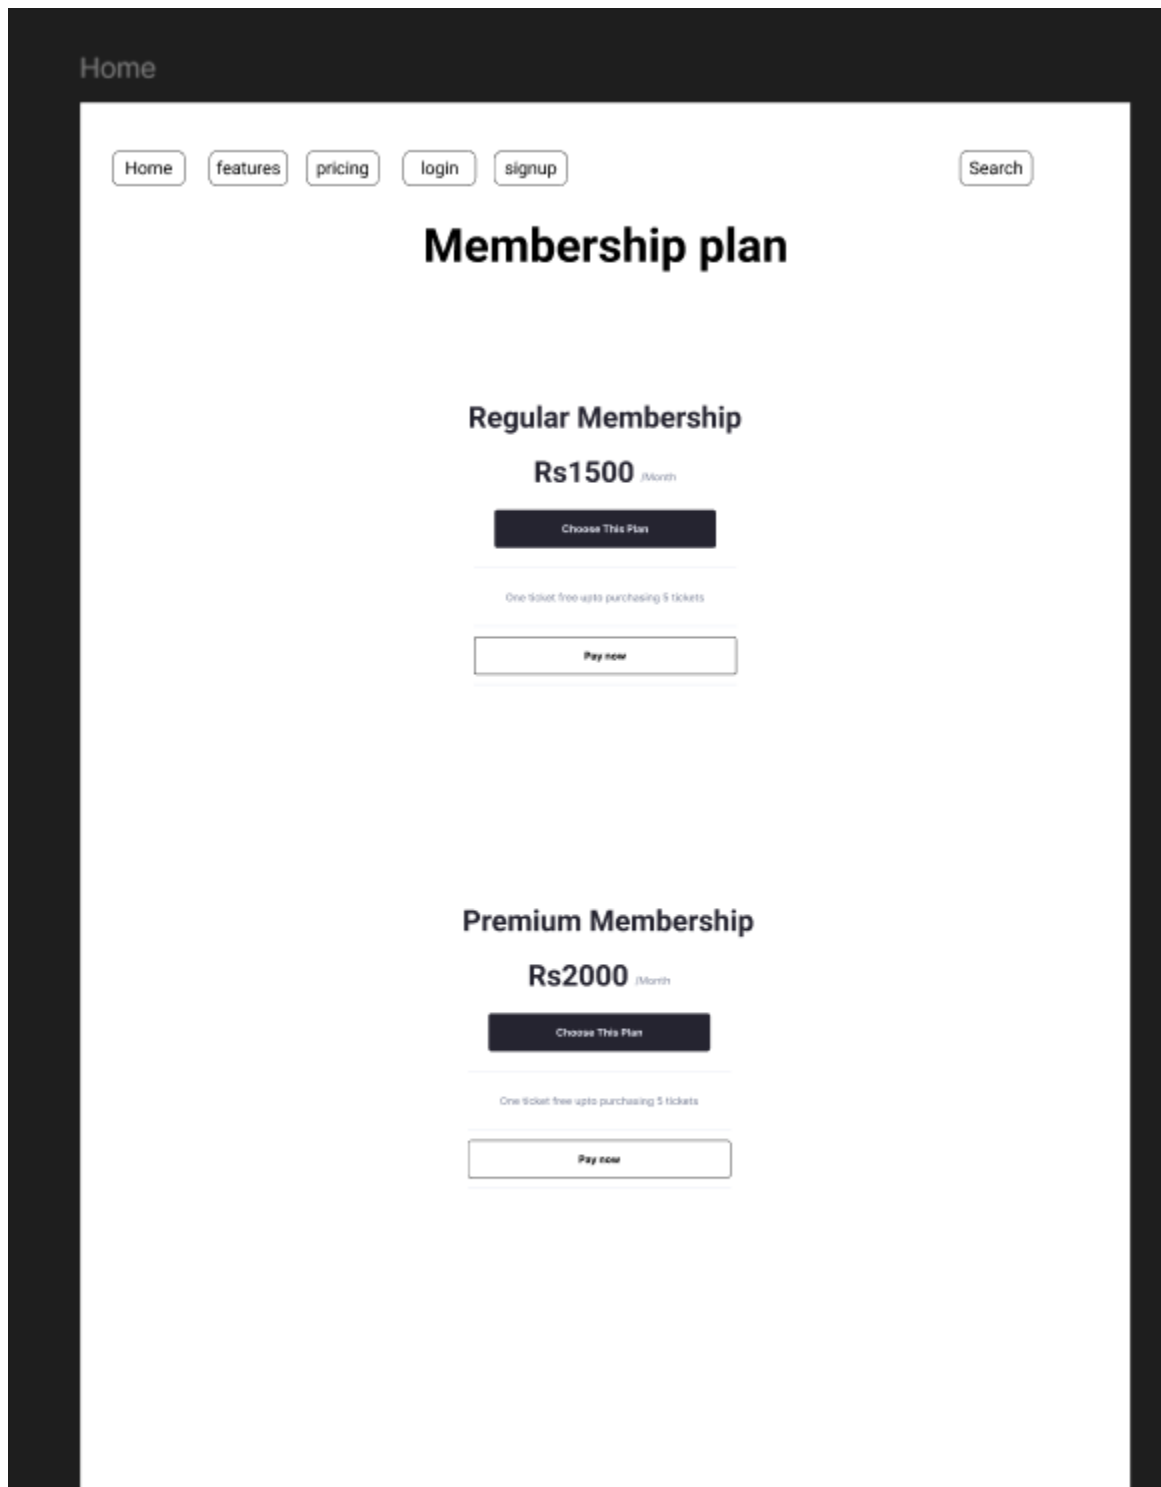 Home
Home features pricing login signup Search
Membership plan
Regular Membership
Rs1500 /Month
Choose This Plan
One ticket free upto purchasing 5 tickets
Pay now
Premium Membership
Rs2000 /Month
Choose This Plan
One ticket free upto purchasing 5 tickets
Pay now